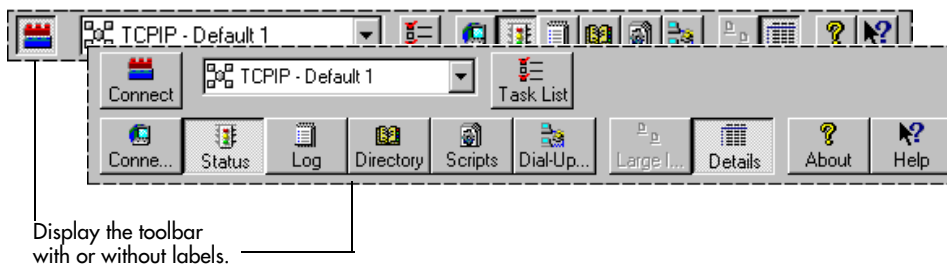 TCPIP - Default 1
Connect
TCPIP - Default 1
Task List
Conne...
Status
Log
Directory
Scripts
Dial-Up...
Large I...
Details
About
Help
Display the toolbar
with or without labels.